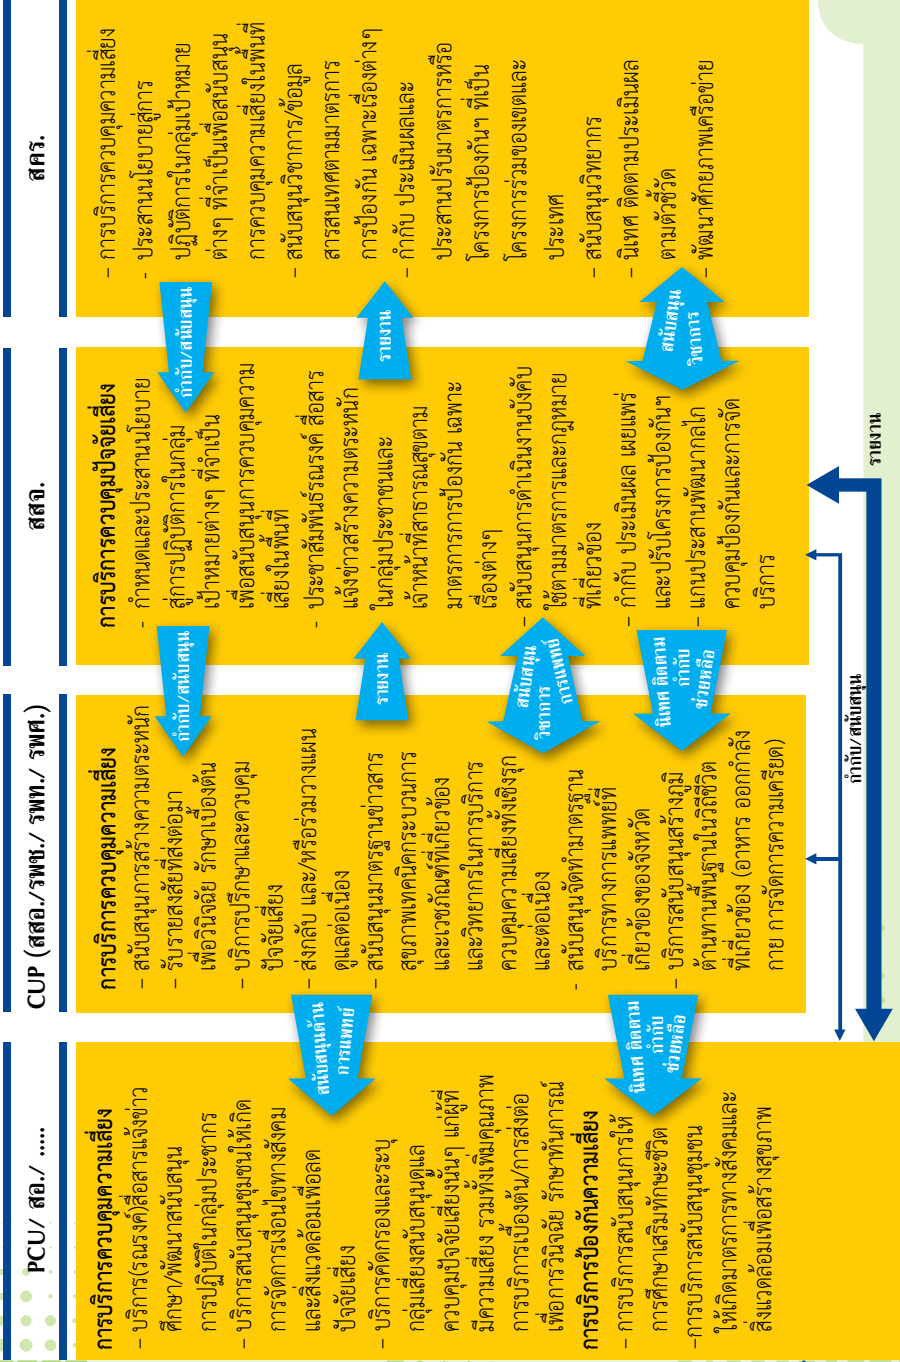 PCU/ สอ./ .....
การบริการควบคุมความเสี่ยง
– บริการ(รณรงค์)สื่อสารแจ้งข่าว
ศึกษา/พัฒนาสนับสนุน
การปฏิบัติในกลุ่มประชากร
– บริการสนับสนุนชุมชนให้เกิด
การจัดการเงื่อนไขทางสังคม
และสิ่งแวดล้อมเพื่อลด
ปัจจัยเสี่ยง
– บริการคัดกรองและระบุ
กลุ่มเสี่ยงสนับสนุนดูแล
ควบคุมปัจจัยเสี่ยงนั้นๆ แก่ผู้ที่
มีความเสี่ยง รวมทั้งเพิ่มคุณภาพ
การบริการเบื้องต้น/การส่งต่อ
เพื่อการวินิจฉัย รักษาทันการณ์
การบริการป้องกันความเสี่ยง
– การบริการสนับสนุนการให้
การศึกษาเสริมทักษะชีวิต
–การบริการสนับสนุนชุมชน
ให้เกิดมาตรการทางสังคมและ
สิ่งแวดล้อมเพื่อสร้างสุขภาพ
สนับสนุนด้าน
การแพทย์
นิเทศ ติดตาม
กำกับ
ช่วยเหลือ
CUP (สสอ./รพช./ รพท./ รพศ.)
การบริการควบคุมความเสี่ยง
– สนับสนุนการสร้างความตระหนัก
– รับรายสงสัยที่ส่งต่อมา
เพื่อวินิจฉัย รักษาเบื้องต้น
– บริการปรึกษาและควบคุม
ปัจจัยเสี่ยง
– ส่งกลับ และ/หรือร่วมวางแผน
ดูแลต่อเนื่อง
– สนับสนุนมาตรฐานข่าวสาร
สุขภาพเทคนิคกระบวนการ
และเวชภัณฑ์ที่เกี่ยวข้อง
และวิทยากรในการบริการ
ควบคุมความเสี่ยงทั้งเชิงรุก
และต่อเนื่อง
- สนับสนุนจัดทำมาตรฐาน
บริการทางการแพทย์ที่
เกี่ยวข้องของจังหวัด
– บริการสนับสนุนสร้างภูมิ
ต้านทานพื้นฐานในวิถีชีวิต
ที่เกี่ยวข้อง (อาหาร ออกกำลัง
กาย การจัดการความเครียด)
กำกับ/สนับสนุน
รายงาน
สนับสนุน
วิชาการ
การแพทย์
นิเทศ ติดตาม
กำกับ
ช่วยเหลือ
สสจ.
การบริการควบคุมปัจจัยเสี่ยง
- กำหนดและประสานนโยบาย
สู่การปฏิบัติการในกลุ่ม
เป้าหมายต่างๆ ที่จำเป็น
เพื่อสนับสนุนการควบคุมความ
เสี่ยงในพื้นที่
- ประชาสัมพันธ์รณรงค์ สื่อสาร
แจ้งข่าวสร้างความตระหนัก
ในกลุ่มประชาชนและ
เจ้าหน้าที่สาธารณสุขตาม
มาตรการการป้องกัน เฉพาะ
เรื่องต่างๆ
– สนับสนุนการดำเนินงานบังคับ
ใช้ตามมาตรการและกฎหมาย
ที่เกี่ยวข้อง
– กำกับ ประเมินผล เผยแพร่
และปรับโครงการป้องกันฯ
– แกนประสานพัฒนากลไก
ควบคุมป้องกันและการจัด
บริการ
กำกับ/สนับสนุน
รายงาน
สนับสนุน
วิชาการ
สคร.
– การบริการควบคุมความเสี่ยง
- ประสานนโยบายสู่การ
ปฏิบัติการในกลุ่มเป้าหมาย
ต่างๆ ที่จำเป็นเพื่อสนับสนุน
การควบคุมความเสี่ยงในพื้นที่
– สนับสนุนวิชาการ/ข้อมูล
สารสนเทศตามมาตรการ
การป้องกัน เฉพาะเรื่องต่างๆ
– กำกับ ประเมินผลและ
ประสานปรับมาตรการหรือ
โครงการป้องกันฯ ที่เป็น
โครงการร่วมของเขตและ
ประเทศ
– สนับสนุนวิทยากร
– นิเทศ ติดตามประเมินผล
ตามตัวชี้วัด
– พัฒนาศักยภาพเครือข่าย
กำกับ/สนับสนุน
รายงาน